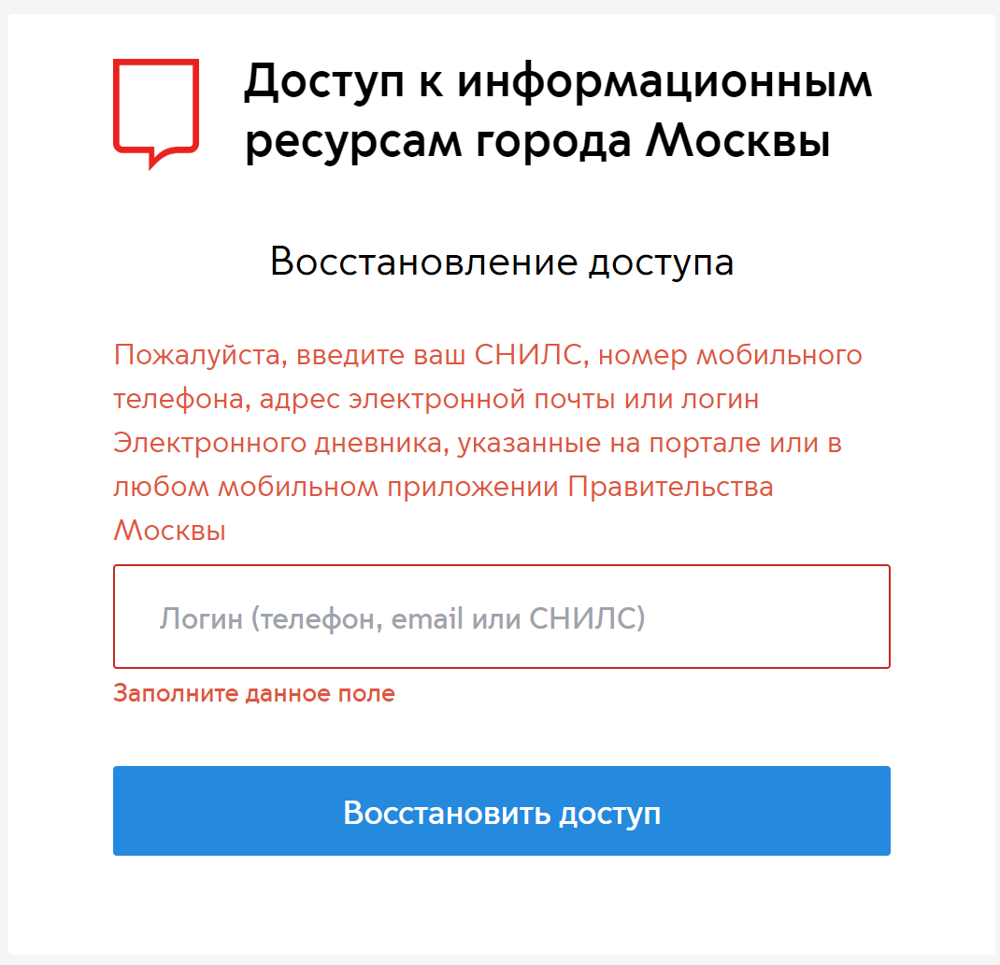 Доступ к информационным
ресурсам города Москвы
Восстановление доступа
Пожалуйста, введите ваш СНИЛС, номер мобильного
телефона, адрес электронной почты или логин
Электронного дневника, указанные на портале или в
любом мобильном приложении Правительства
Москвы
Логин (телефон, email или СНИЛС)
Заполните данное поле
Восстановить доступ